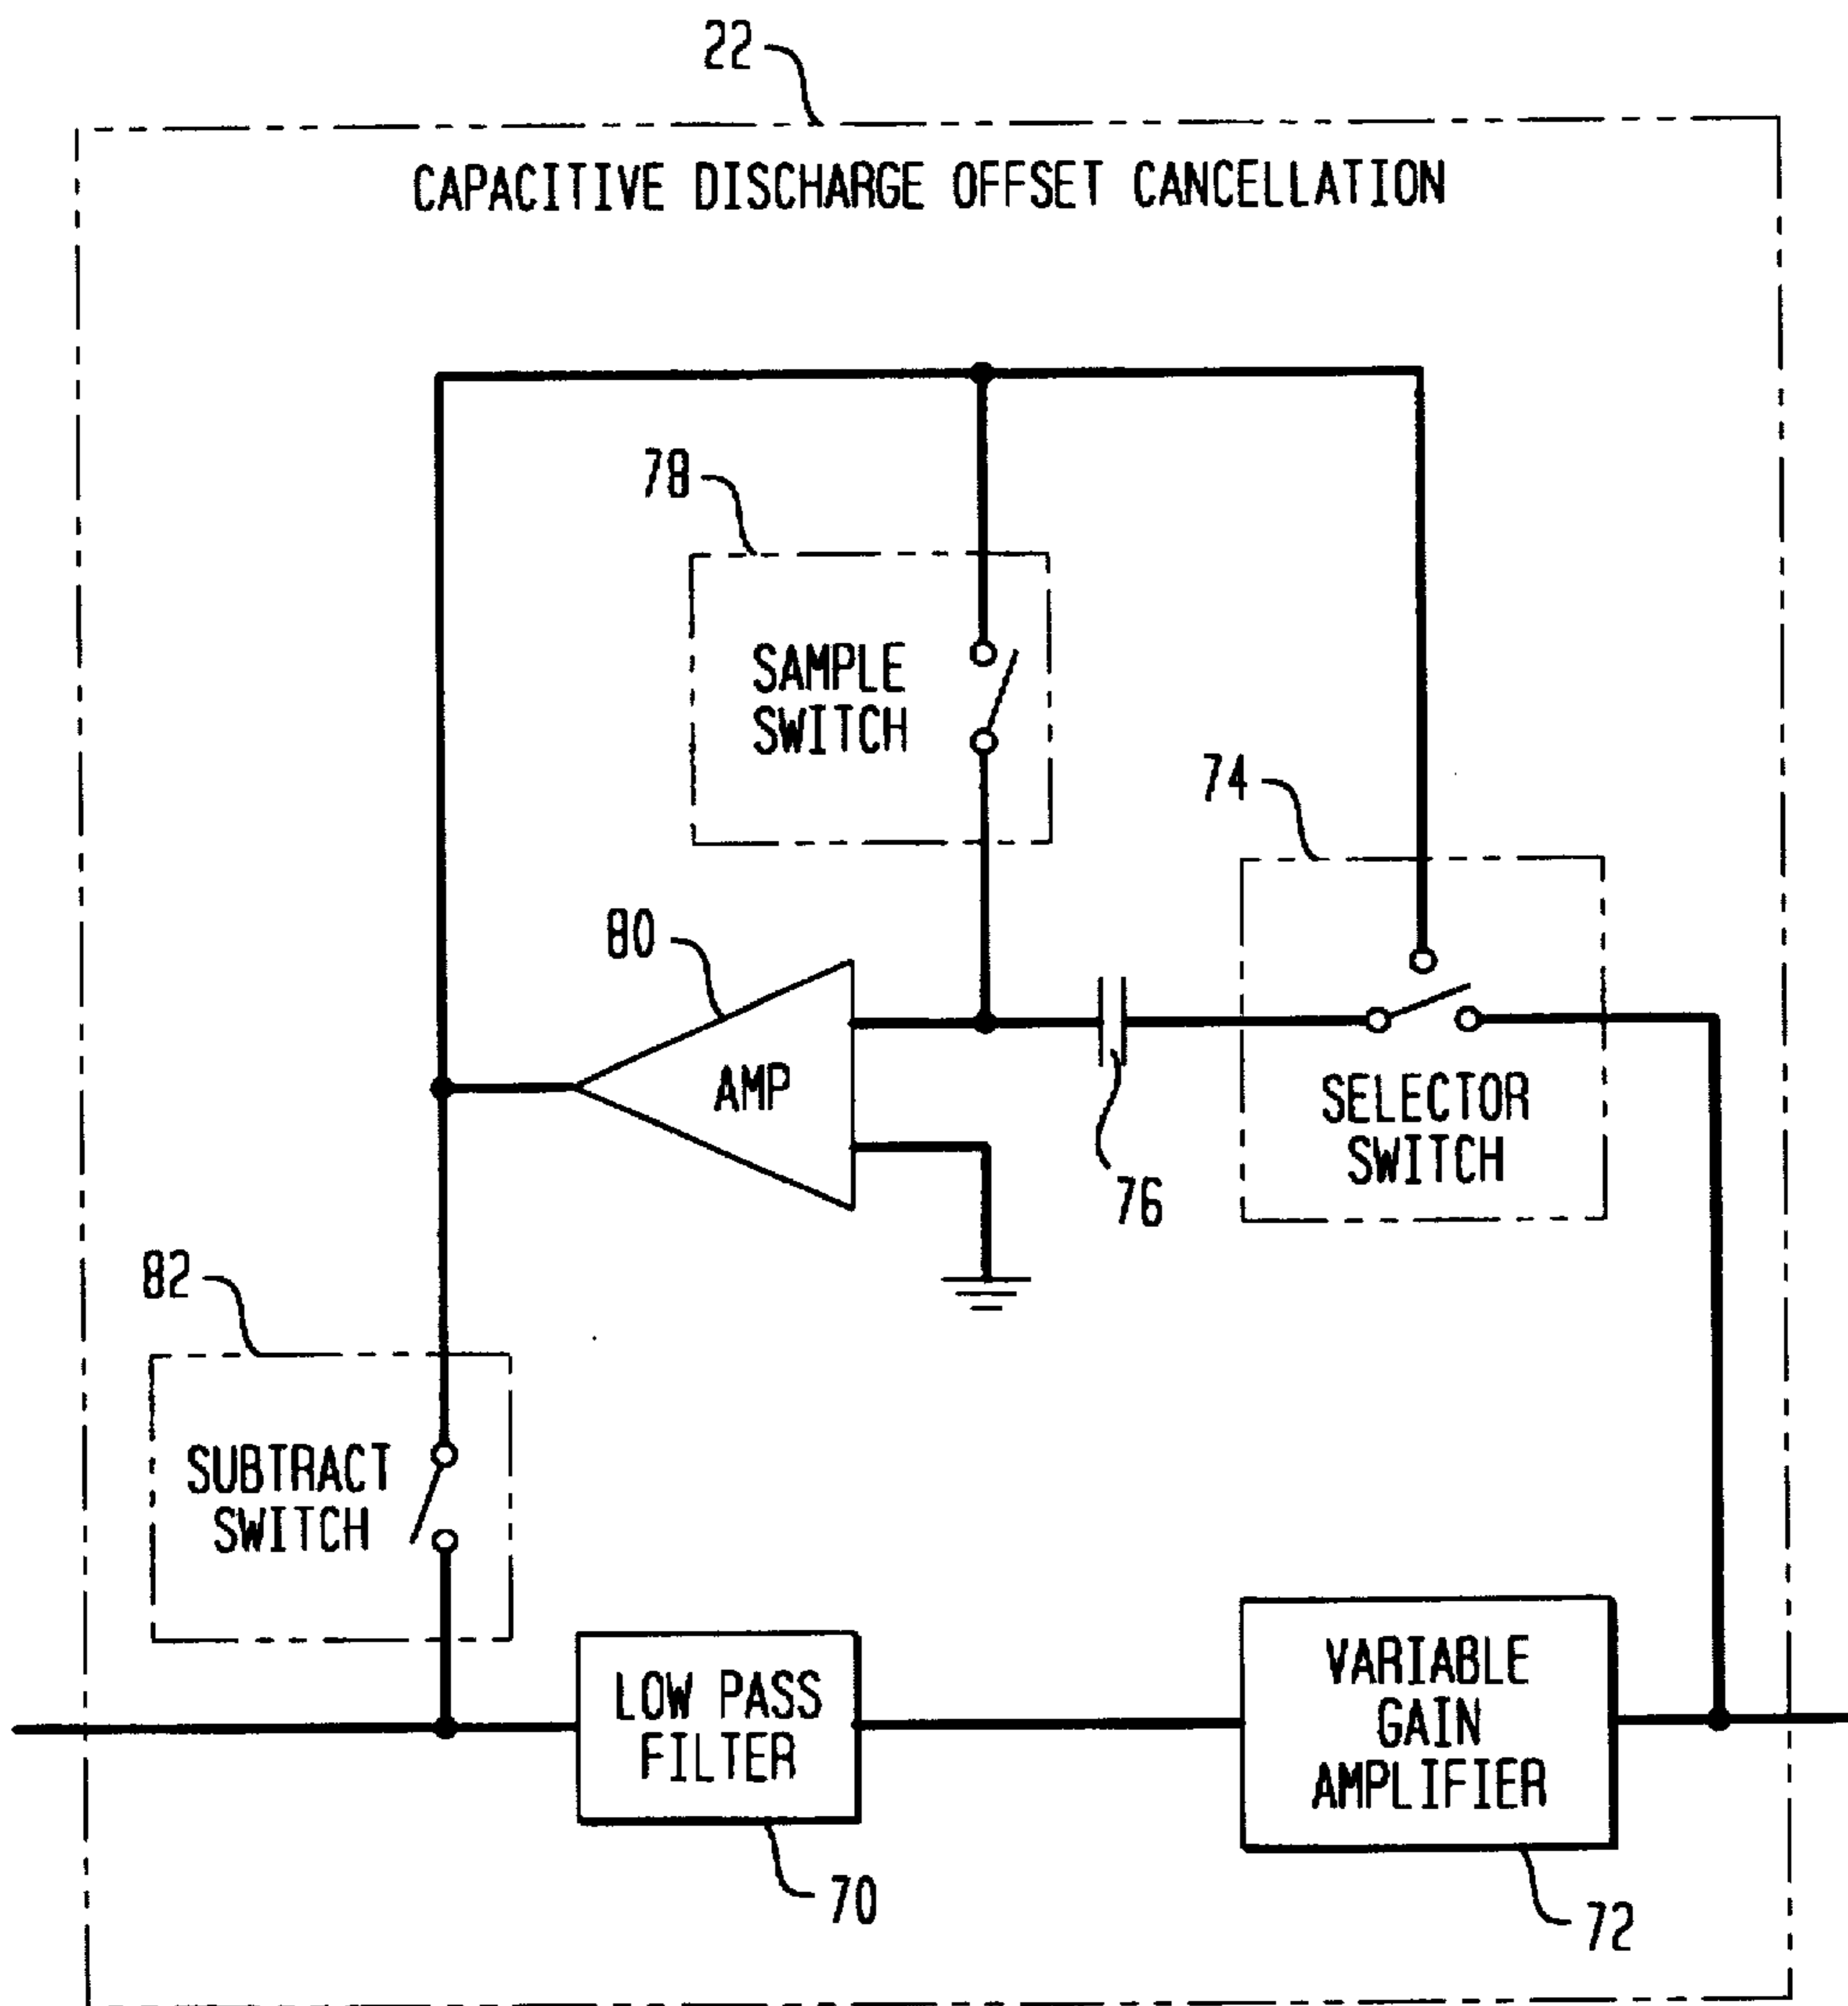 22
CAPACITIVE DISCHARGE OFFSET CANCELLATION
78
SAMPLE
SWITCH
74
80
AMP
SELECTOR
SWITCH
76
82
SUBTRACT
SWITCH
LOW PASS
FILTER
VARIABLE
GAIN
AMPLIFIER
70
72